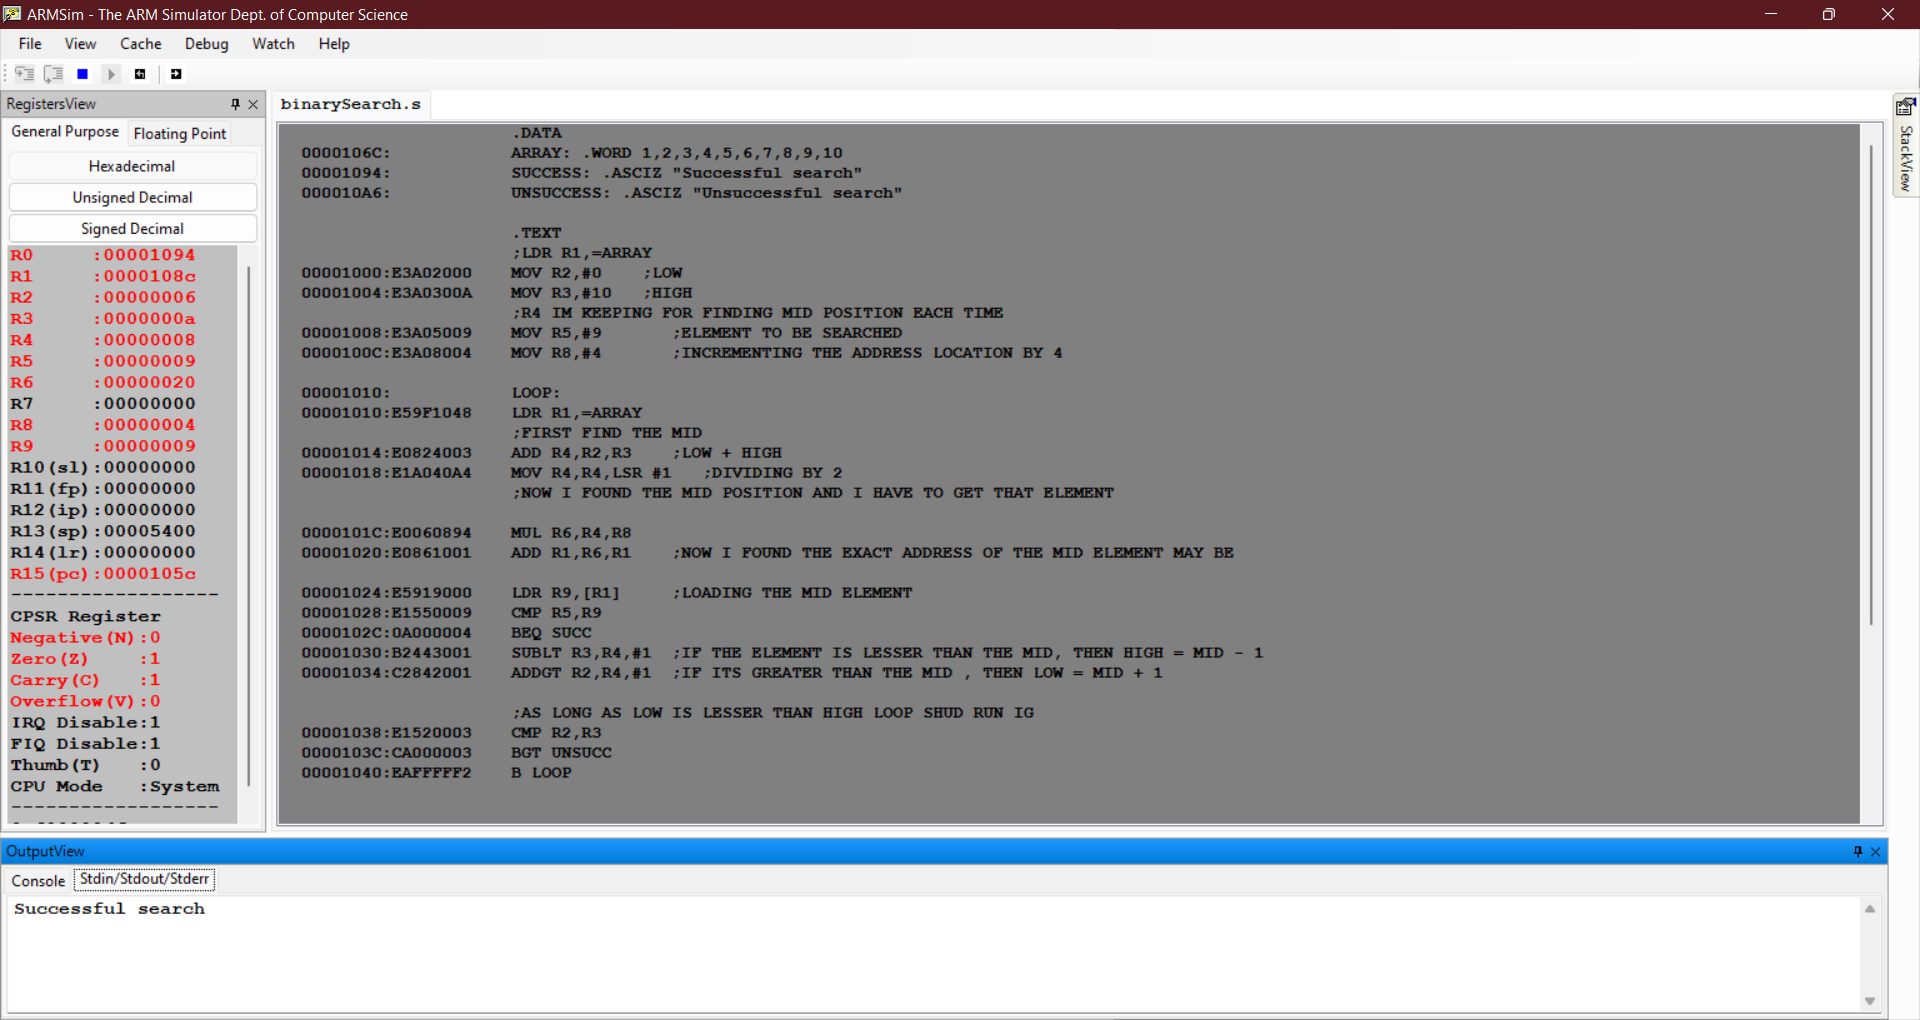 ARMSim - The ARM Simulator Dept. of Computer Science
File View Cache Debug Watch Help
RegistersView
General Purpose Floating Point
Hexadecimal
Unsigned Decimal
Signed Decimal
R0 :00001094
R1 :0000108c
R2 :00000006
R3 :0000000a
R4 :00000008
R5 :00000009
R6 :00000020
R7 :00000000
R8 :00000004
R9 :00000009
R10(sl):00000000
R11(fp):00000000
R12(ip):00000000
R13(sp):00005400
R14(lr):00000000
R15(pc):0000105c
------------------
CPSR Register
Negative(N):0
Zero(Z) :1
Carry(C) :1
Overflow(V):0
IRQ Disable:1
FIQ Disable:1
Thumb(T) :0
CPU Mode :System
------------------
binarySearch.s
.DATA
0000106C: ARRAY: .WORD 1,2,3,4,5,6,7,8,9,10
00001094: SUCCESS: .ASCIZ "Successful search"
000010A6: UNSUCCESS: .ASCIZ "Unsuccessful search"
.TEXT
;LDR R1,=ARRAY
00001000:E3A02000 MOV R2,#0 ;LOW
00001004:E3A0300A MOV R3,#10 ;HIGH
;R4 IM KEEPING FOR FINDING MID POSITION EACH TIME
00001008:E3A05009 MOV R5,#9 ;ELEMENT TO BE SEARCHED
0000100C:E3A08004 MOV R8,#4 ;INCREMENTING THE ADDRESS LOCATION BY 4
00001010: LOOP:
00001010:E59F1048 LDR R1,=ARRAY
;FIRST FIND THE MID
00001014:E0824003 ADD R4,R2,R3 ;LOW + HIGH
00001018:E1A040A4 MOV R4,R4,LSR #1 ;DIVIDING BY 2
;NOW I FOUND THE MID POSITION AND I HAVE TO GET THAT ELEMENT
0000101C:E0060894 MUL R6,R4,R8
00001020:E0861001 ADD R1,R6,R1 ;NOW I FOUND THE EXACT ADDRESS OF THE MID ELEMENT MAY BE
00001024:E5919000 LDR R9,[R1] ;LOADING THE MID ELEMENT
00001028:E1550009 CMP R5,R9
0000102C:0A000004 BEQ SUCC
00001030:B2443001 SUBLT R3,R4,#1 ;IF THE ELEMENT IS LESSER THAN THE MID, THEN HIGH = MID - 1
00001034:C2842001 ADDGT R2,R4,#1 ;IF ITS GREATER THAN THE MID , THEN LOW = MID + 1
;AS LONG AS LOW IS LESSER THAN HIGH LOOP SHUD RUN IG
00001038:E1520003 CMP R2,R3
0000103C:CA000003 BGT UNSUCC
00001040:EAFFFFF2 B LOOP
StackView
OutputView
Console Stdin/Stdout/Stderr
Successful search